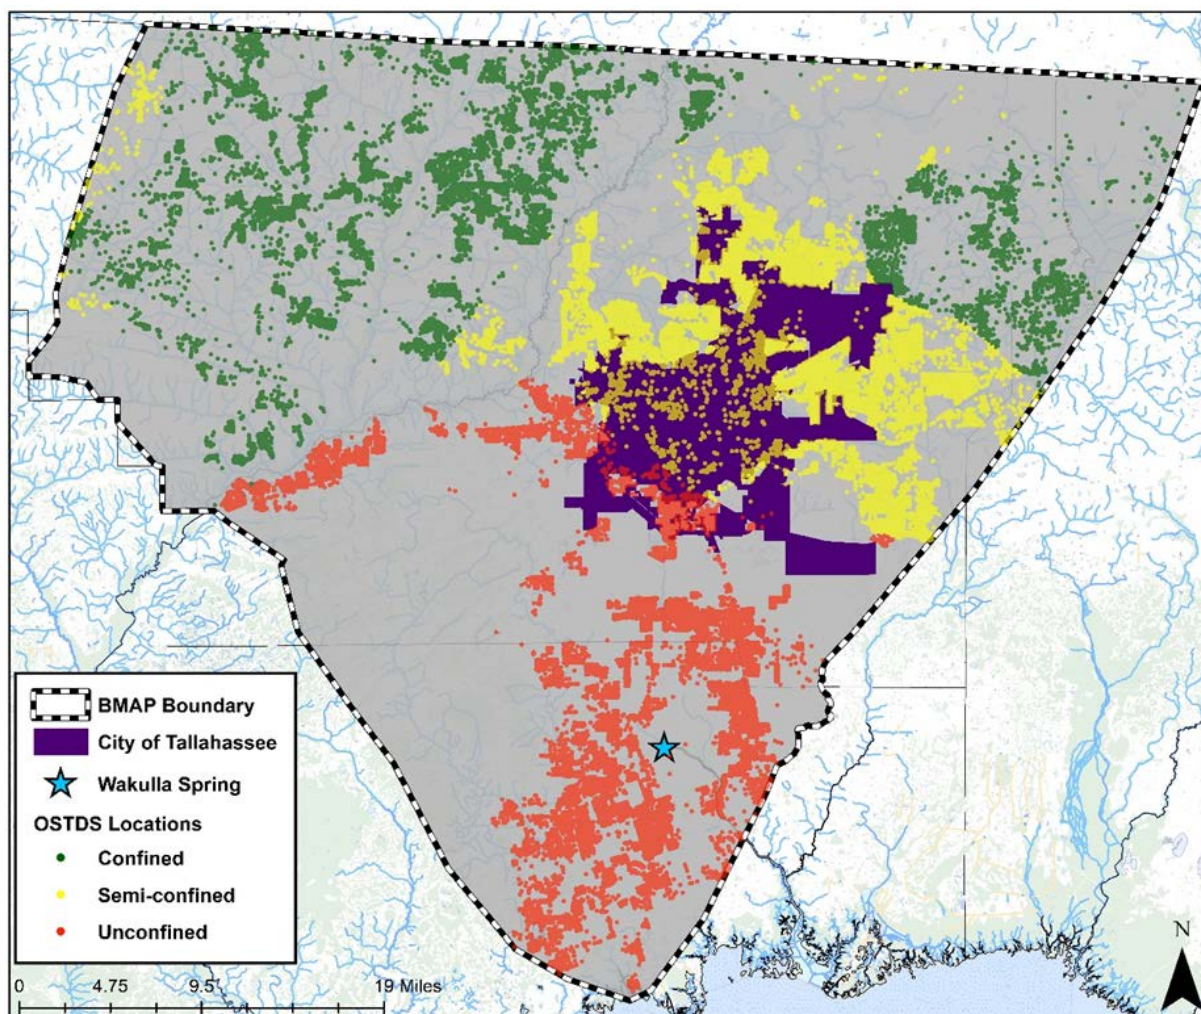 BMAP Boundary
City of Tallahassee
Wakulla Spring
OSTDS Locations
Confined
Semi-confined
Unconfined
0 4.75 9.5 19 Miles
N